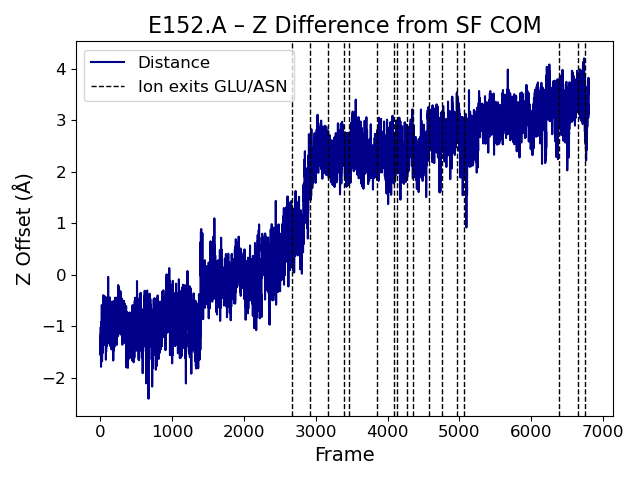 E152.A – Z Difference from SF COM
Distance
Ion exits GLU/ASN
Z Offset (Å)
4
3
2
1
0
−1
−2
0 1000 2000 3000 4000 5000 6000 7000
Frame